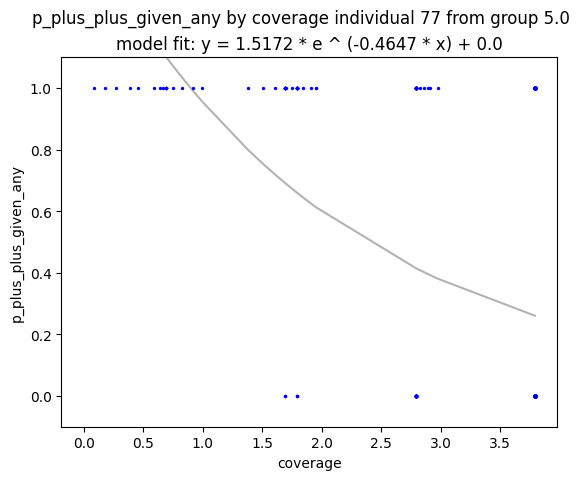 p_plus_plus_given_any by coverage individual 77 from group 5.0
model fit: y = 1.5172 * e ^ (-0.4647 * x) + 0.0
1.0
0.8
0.6
0.4
0.2
0.0
p_plus_plus_given_any
0.0 0.5 1.0 1.5 2.0 2.5 3.0 3.5
coverage